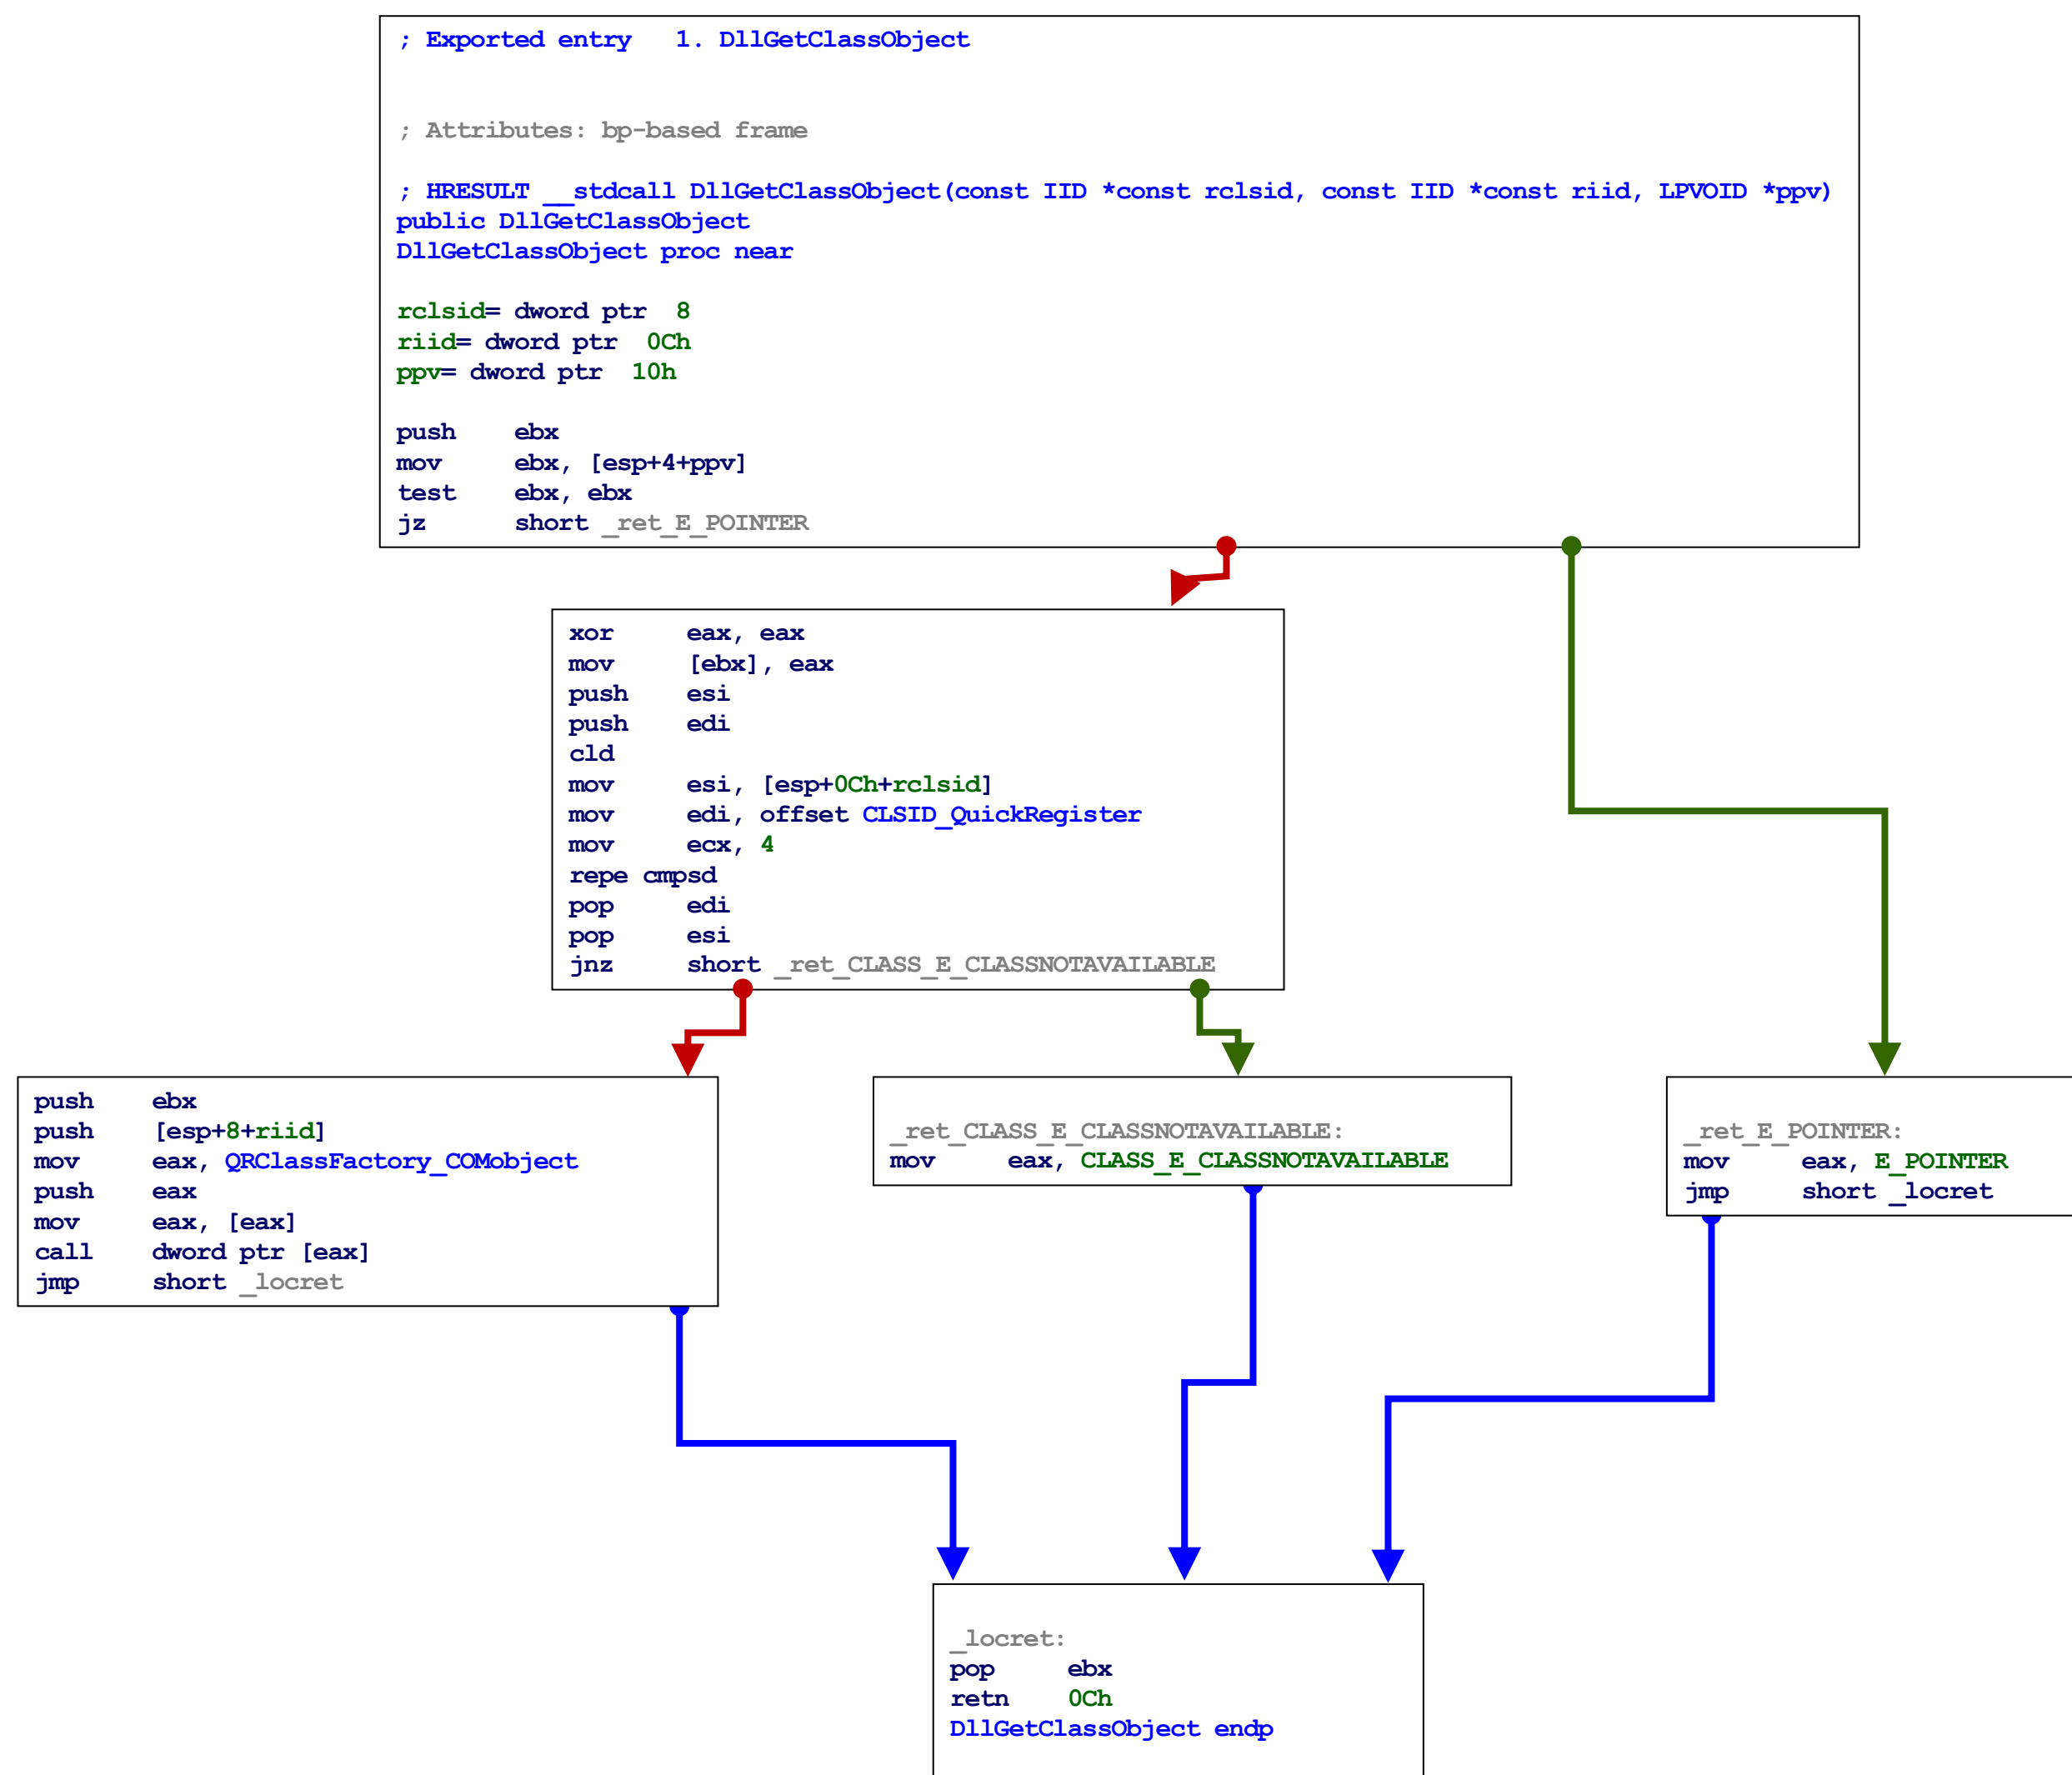 ; Exported entry   1. DllGetClassObject
; Attributes: bp-based frame
; HRESULT __stdcall DllGetClassObject(const IID *const rclsid, const IID *const riid, LPVOID *ppv)
public DllGetClassObject
DllGetClassObject proc near
rclsid= dword ptr  8
riid= dword ptr  0Ch
ppv= dword ptr  10h
push    ebx
mov     ebx, [esp+4+ppv]
test    ebx, ebx
jz      short _ret_E_POINTER
xor     eax, eax
mov     [ebx], eax
push    esi
push    edi
cld
mov     esi, [esp+0Ch+rclsid]
mov     edi, offset CLSID_QuickRegister
mov     ecx, 4
repe cmpsd
pop     edi
pop     esi
jnz     short _ret_CLASS_E_CLASSNOTAVAILABLE
push    ebx
push    [esp+8+riid]
mov     eax, QRClassFactory_COMobject
push    eax
mov     eax, [eax]
call    dword ptr [eax]
jmp     short _locret
_ret_CLASS_E_CLASSNOTAVAILABLE:
mov     eax, CLASS_E_CLASSNOTAVAILABLE
_ret_E_POINTER:
mov     eax, E_POINTER
jmp     short _locret
_locret:
pop     ebx
retn    0Ch
DllGetClassObject endp